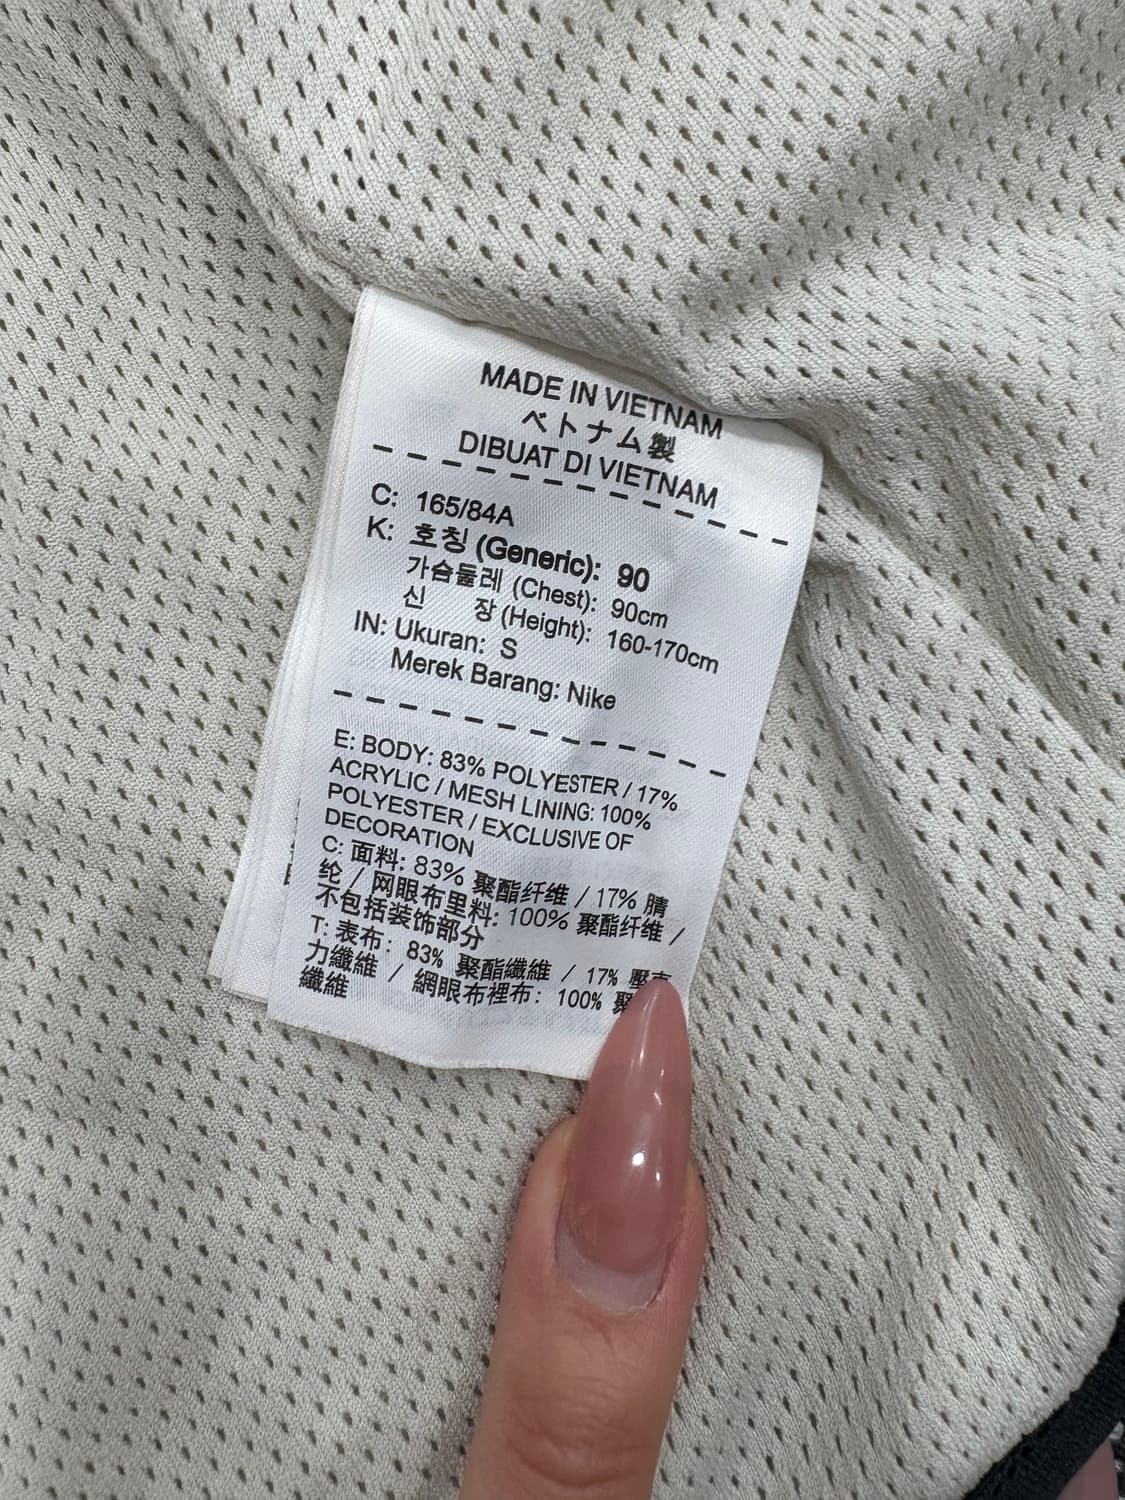 MADE IN VIETNAM
ベトナム製
DIBUAT DI VIETNAM
C: 165/84A
K: 호칭 (Generic): 90
가슴둘레 (Chest): 90cm
신 장 (Height): 160-170cm
IN: Ukuran: S
Merek Barang: Nike
E: BODY: 83% POLYESTER / 17%
ACRYLIC / MESH LINING: 100%
POLYESTER / EXCLUSIVE OF
DECORATION
C: 面料: 83% 聚酯纤维 / 17% 腈
纶 / 网眼布里料: 100% 聚酯纤维 /
不包括装饰部分
T: 表布: 83% 聚酯纖維 / 17% 壓克
力纖維 / 網眼布裡布: 100% 聚
纖維